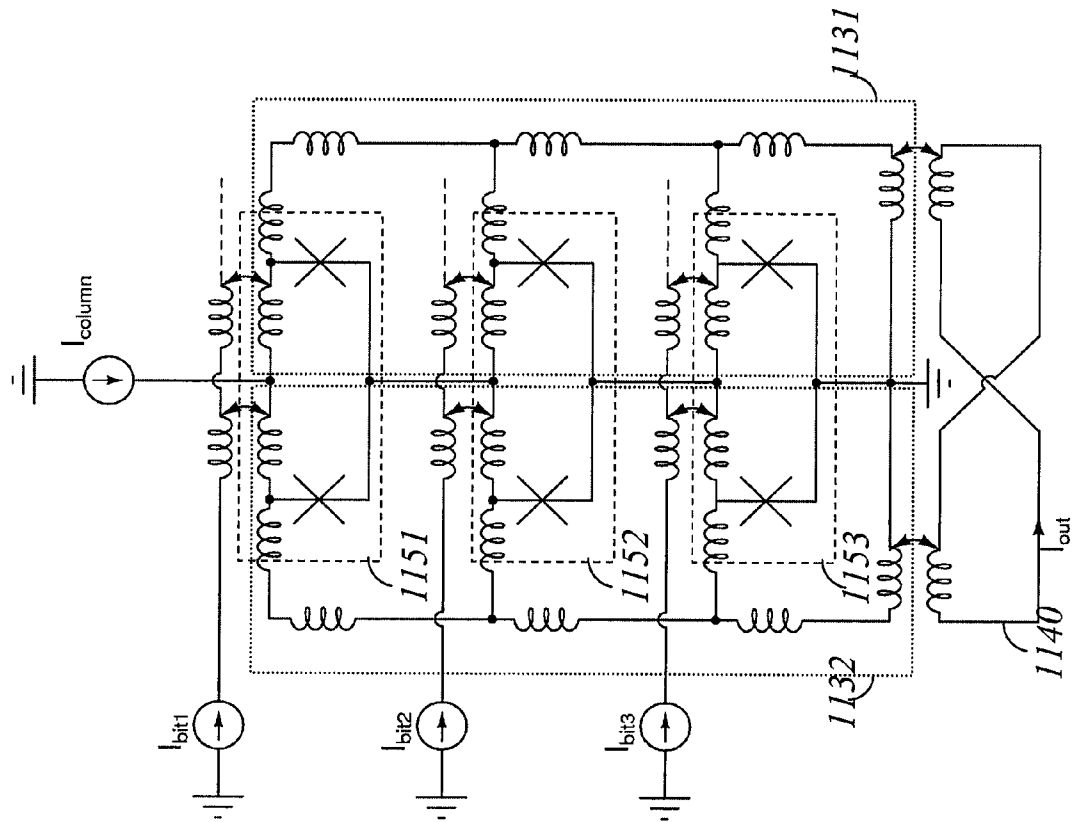 I_column
1131
I_bit1
1151
I_bit2
1152
I_bit3
1153
1132
I_out
1140